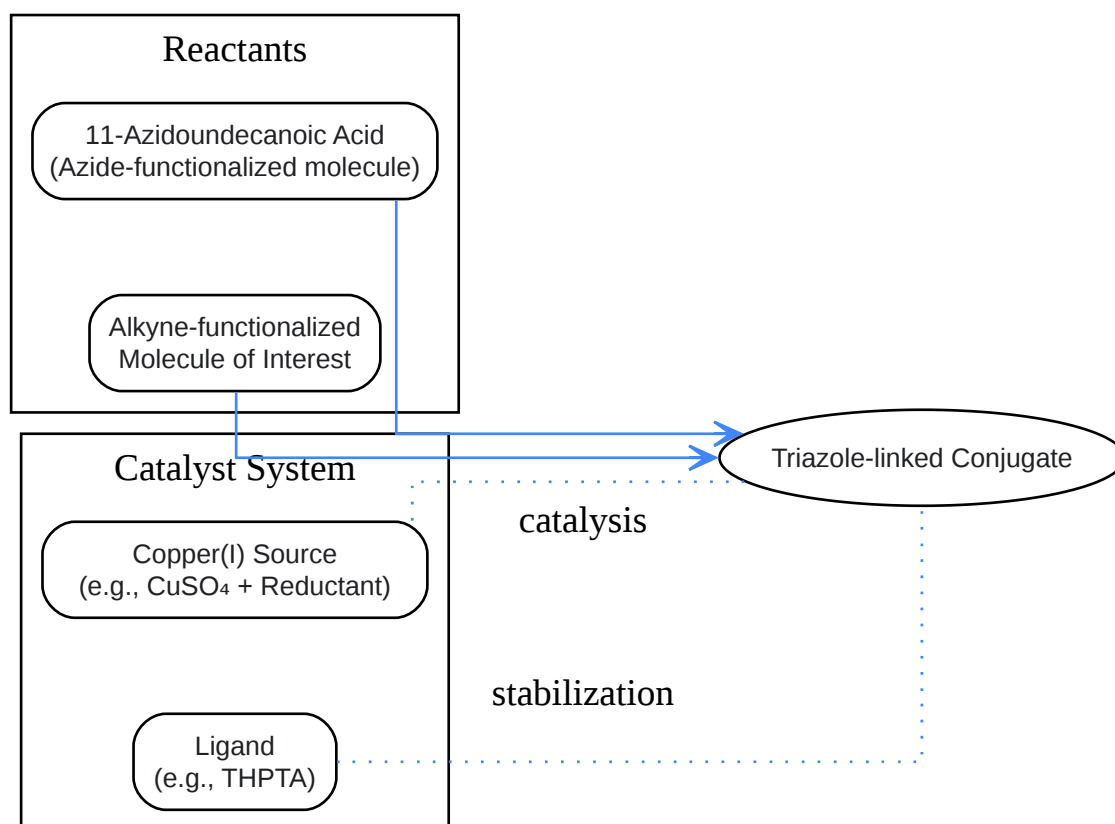 Reactants
11-Azidoundecanoic Acid
(Azide-functionalized molecule)
Alkyne-functionalized
Molecule of Interest
Catalyst System
Triazole-linked Conjugate
catalysis
Copper(I) Source
(e.g., CuSO₄ + Reductant)
stabilization
Ligand
(e.g., THPTA)